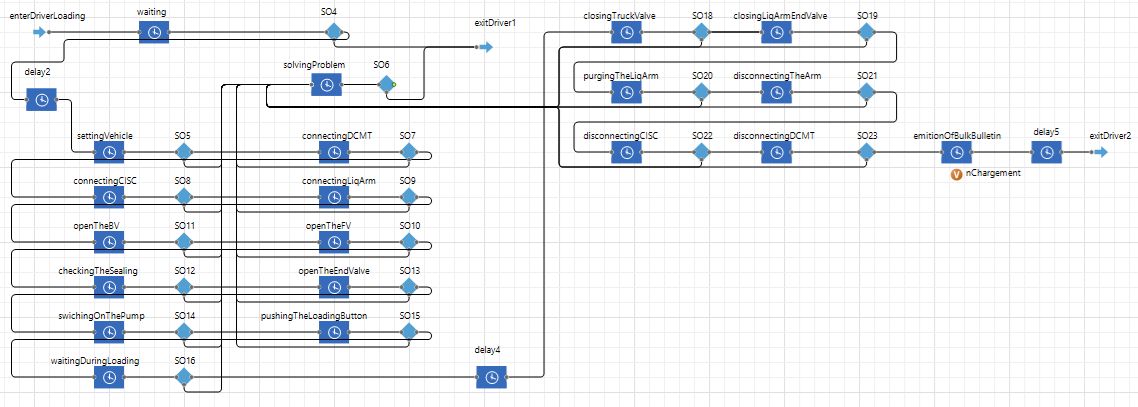 enterDriverLoading
waiting
SO4
exitDriver1
delay2
solvingProblem
SO6
settingVehicle
SO5
connectingDCMT
SO7
connectingCISC
SO8
connectingLiqArm
SO9
openTheBV
SO11
openTheFV
SO10
checkingTheSealing
SO12
openTheEndValve
SO13
swichingOnThePump
SO14
pushingTheLoadingButton
SO15
waitingDuringLoading
SO16
delay4
closingTruckValve
SO18
closingLiqArmEndValve
SO19
purgingTheLiqArm
SO20
disconnectingTheArm
SO21
disconnectingCISC
SO22
disconnectingDCMT
SO23
emitionOfBulkBulletin
delay5
exitDriver2
V
nChargement